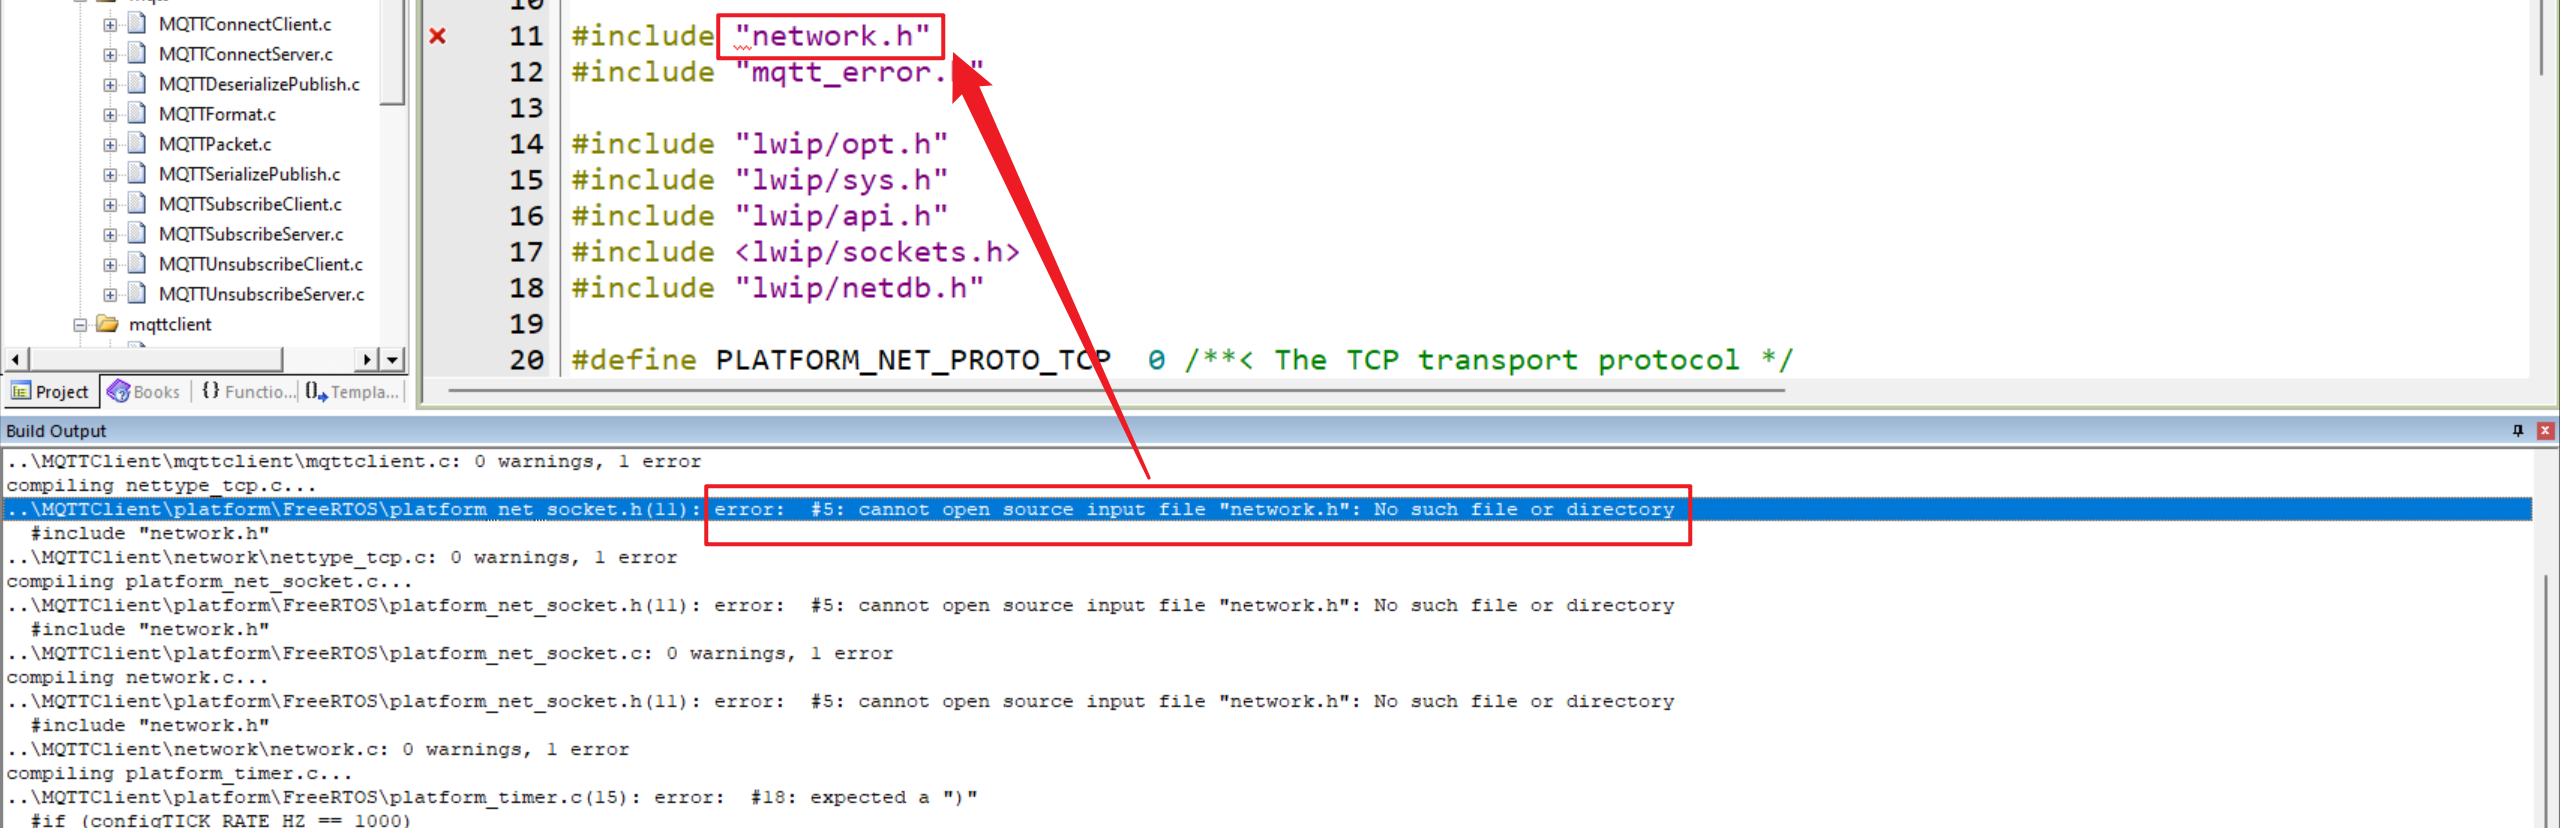 MQTTConnectClient.c
MQTTConnectServer.c
MQTTDeserializePublish.c
MQTTFormat.c
MQTTPacket.c
MQTTSerializePublish.c
MQTTSubscribeClient.c
MQTTSubscribeServer.c
MQTTUnsubscribeClient.c
MQTTUnsubscribeServer.c
mqttclient
Project Books Functio... Templa...
11 #include "network.h"
12 #include "mqtt_error.h"
13
14 #include "lwip/opt.h"
15 #include "lwip/sys.h"
16 #include "lwip/api.h"
17 #include <lwip/sockets.h>
18 #include "lwip/netdb.h"
19
20 #define PLATFORM_NET_PROTO_TCP 0 /**< The TCP transport protocol */
Build Output
..\MQTTClient\mqttclient\mqttclient.c: 0 warnings, 1 error
compiling nettype_tcp.c...
..\MQTTClient\platform\FreeRTOS\platform_net_socket.h(11): error: #5: cannot open source input file "network.h": No such file or directory
#include "network.h"
..\MQTTClient\network\nettype_tcp.c: 0 warnings, 1 error
compiling platform_net_socket.c...
..\MQTTClient\platform\FreeRTOS\platform_net_socket.h(11): error: #5: cannot open source input file "network.h": No such file or directory
#include "network.h"
..\MQTTClient\platform\FreeRTOS\platform_net_socket.c: 0 warnings, 1 error
compiling network.c...
..\MQTTClient\platform\FreeRTOS\platform_net_socket.h(11): error: #5: cannot open source input file "network.h": No such file or directory
#include "network.h"
..\MQTTClient\network\network.c: 0 warnings, 1 error
compiling platform_timer.c...
..\MQTTClient\platform\FreeRTOS\platform_timer.c(15): error: #18: expected a ")"
#if (configTICK_RATE_HZ == 1000)